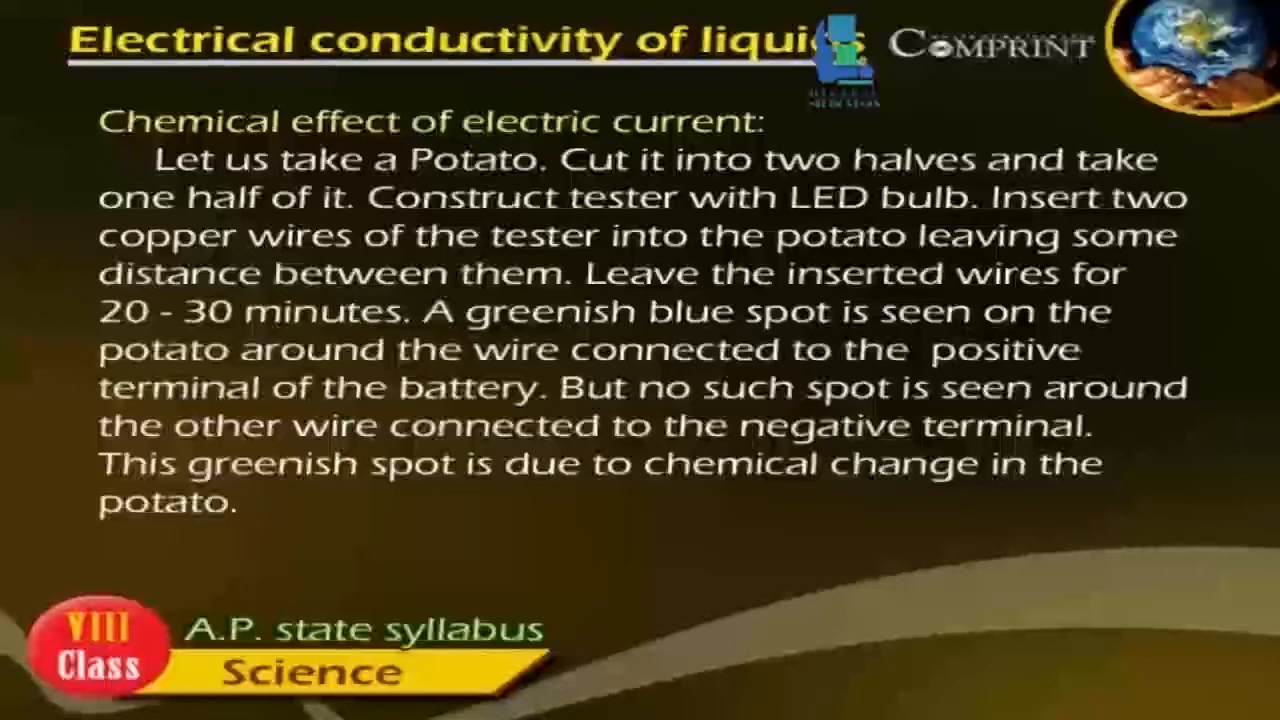 Electrical conductivity of liquids
COMPRINT
Chemical effect of electric current:
Let us take a Potato. Cut it into two halves and take
one half of it. Construct tester with LED bulb. Insert two
copper wires of the tester into the potato leaving some
distance between them. Leave the inserted wires for
20 - 30 minutes. A greenish blue spot is seen on the
potato around the wire connected to the positive
terminal of the battery. But no such spot is seen around
the other wire connected to the negative terminal.
This greenish spot is due to chemical change in the
potato.
VIII
Class
A.P. state syllabus
Science